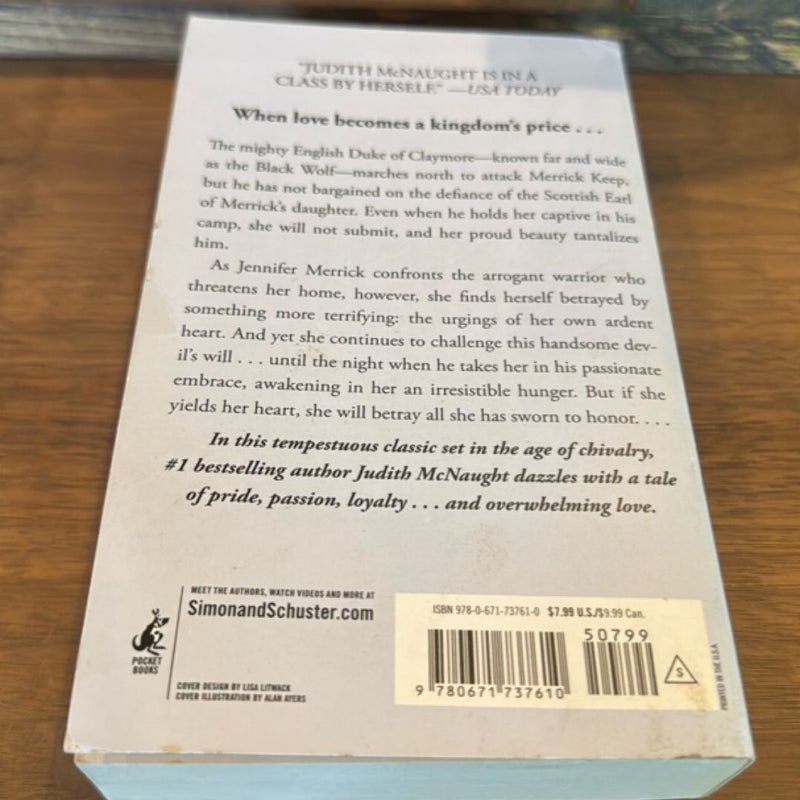 "JUDITH McNAUGHT IS IN A
CLASS BY HERSELF." —USA TODAY
When love becomes a kingdom's price . . .
The mighty English Duke of Claymore—known far and wide
as the Black Wolf—marches north to attack Merrick Keep,
but he has not bargained on the defiance of the Scottish Earl
of Merrick's daughter. Even when he holds her captive in his
camp, she will not submit, and her proud beauty tantalizes
him.
As Jennifer Merrick confronts the arrogant warrior who
threatens her home, however, she finds herself betrayed by
something more terrifying: the urgings of her own ardent
heart. And yet she continues to challenge this handsome dev-
il's will . . . until the night when he takes her in his passionate
embrace, awakening in her an irresistible hunger. But if she
yields her heart, she will betray all she has sworn to honor. . . .
In this tempestuous classic set in the age of chivalry,
#1 bestselling author Judith McNaught dazzles with a tale
of pride, passion, loyalty . . . and overwhelming love.
MEET THE AUTHORS, WATCH VIDEOS AND MORE AT
SimonandSchuster.com
POCKET
BOOKS
COVER DESIGN BY LISA LITWACK
COVER ILLUSTRATION BY ALAN AYERS
ISBN 978-0-671-73761-0 $7.99 U.S./$9.99 Can.
50799
9 780671 737610
S
PRINTED IN THE U.S.A.